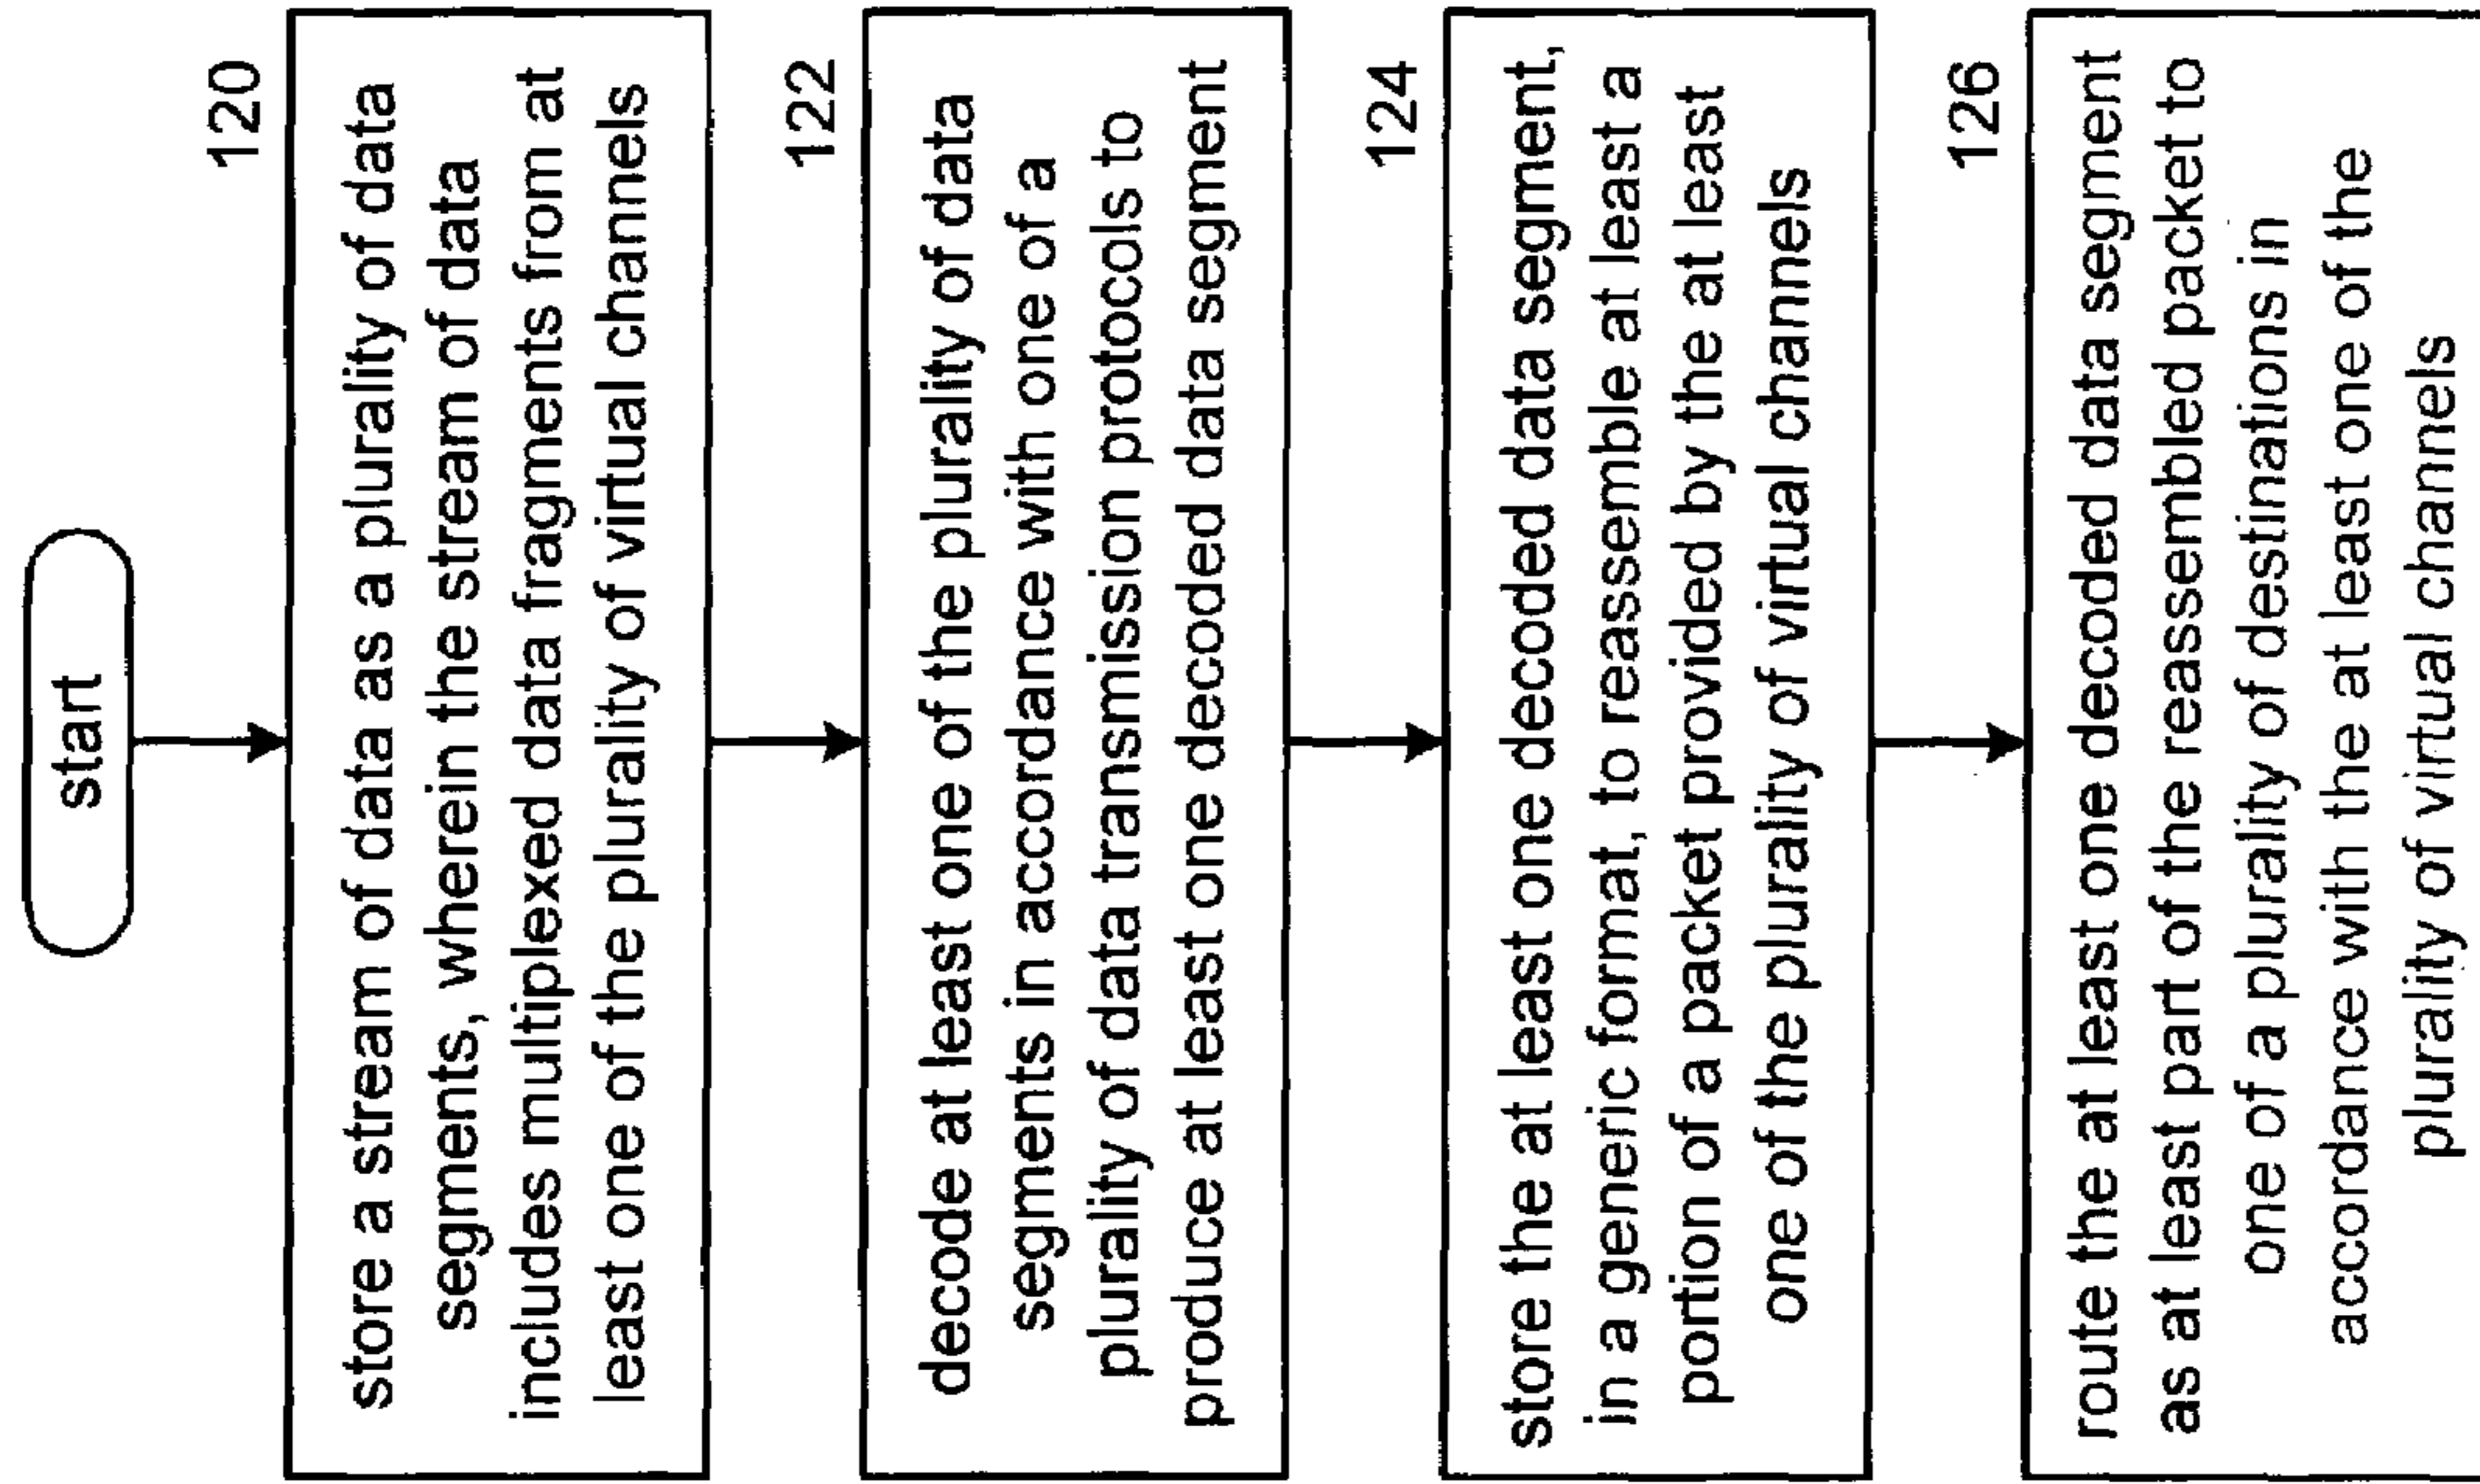 start
120
store a stream of data as a plurality of data
segments, wherein the stream of data
includes multiplexed data fragments from at
least one of the plurality of virtual channels
122
decode at least one of the plurality of data
segments in accordance with one of a
plurality of data transmission protocols to
produce at least one decoded data segment
124
store the at least one decoded data segment,
in a generic format, to reassemble at least a
portion of a packet provided by the at least
one of the plurality of virtual channels
126
route the at least one decoded data segment
as at least part of the reassembled packet to
one of a plurality of destinations in
accordance with the at least one of the
plurality of virtual channels